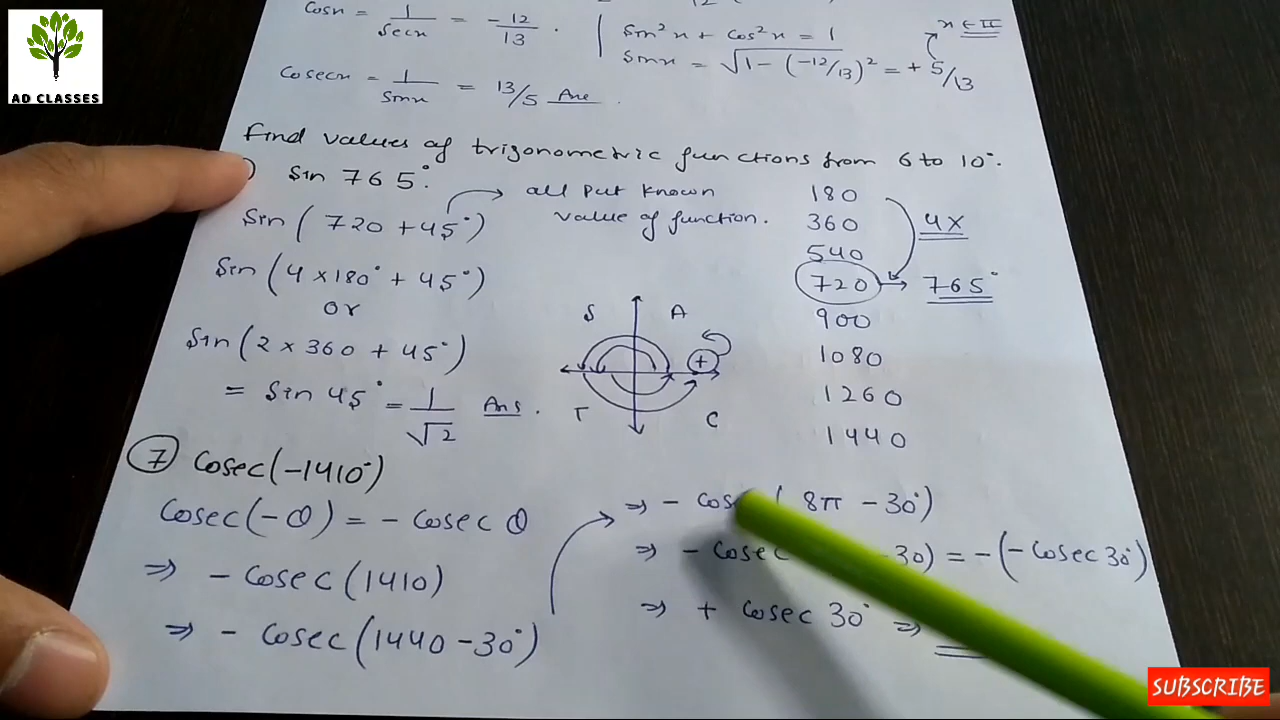 AD CLASSES
Cosx = 1/secx = -12/13 .
sin²x + cos²x = 1
x ∈ II
sinx = √1-(-12/13)² = + 5/13
Cosecx = 1/sinx = 13/5 Ans .
Find values of trigonometric functions from 6 to 10.
) Sin 765°.
all put known
value of function.
Sin (720 + 45°)
Sin (4 × 180° + 45°)
or
Sin (2 × 360 + 45°)
= Sin 45° = 1/√2 Ans .
S A
+
T C
180
360
540
720 → 765°
4x
900
1080
1260
1440
7 Cosec(-1410°)
Cosec(-θ) = - cosec θ
⇒ - Cosec (1410)
⇒ - Cosec (1440 - 30°)
⇒ - ( 8π - 30°)
⇒ - Cosec - 30) = -(- cosec 30°)
⇒ + cosec 30° ⇒
SUBSCRIBE